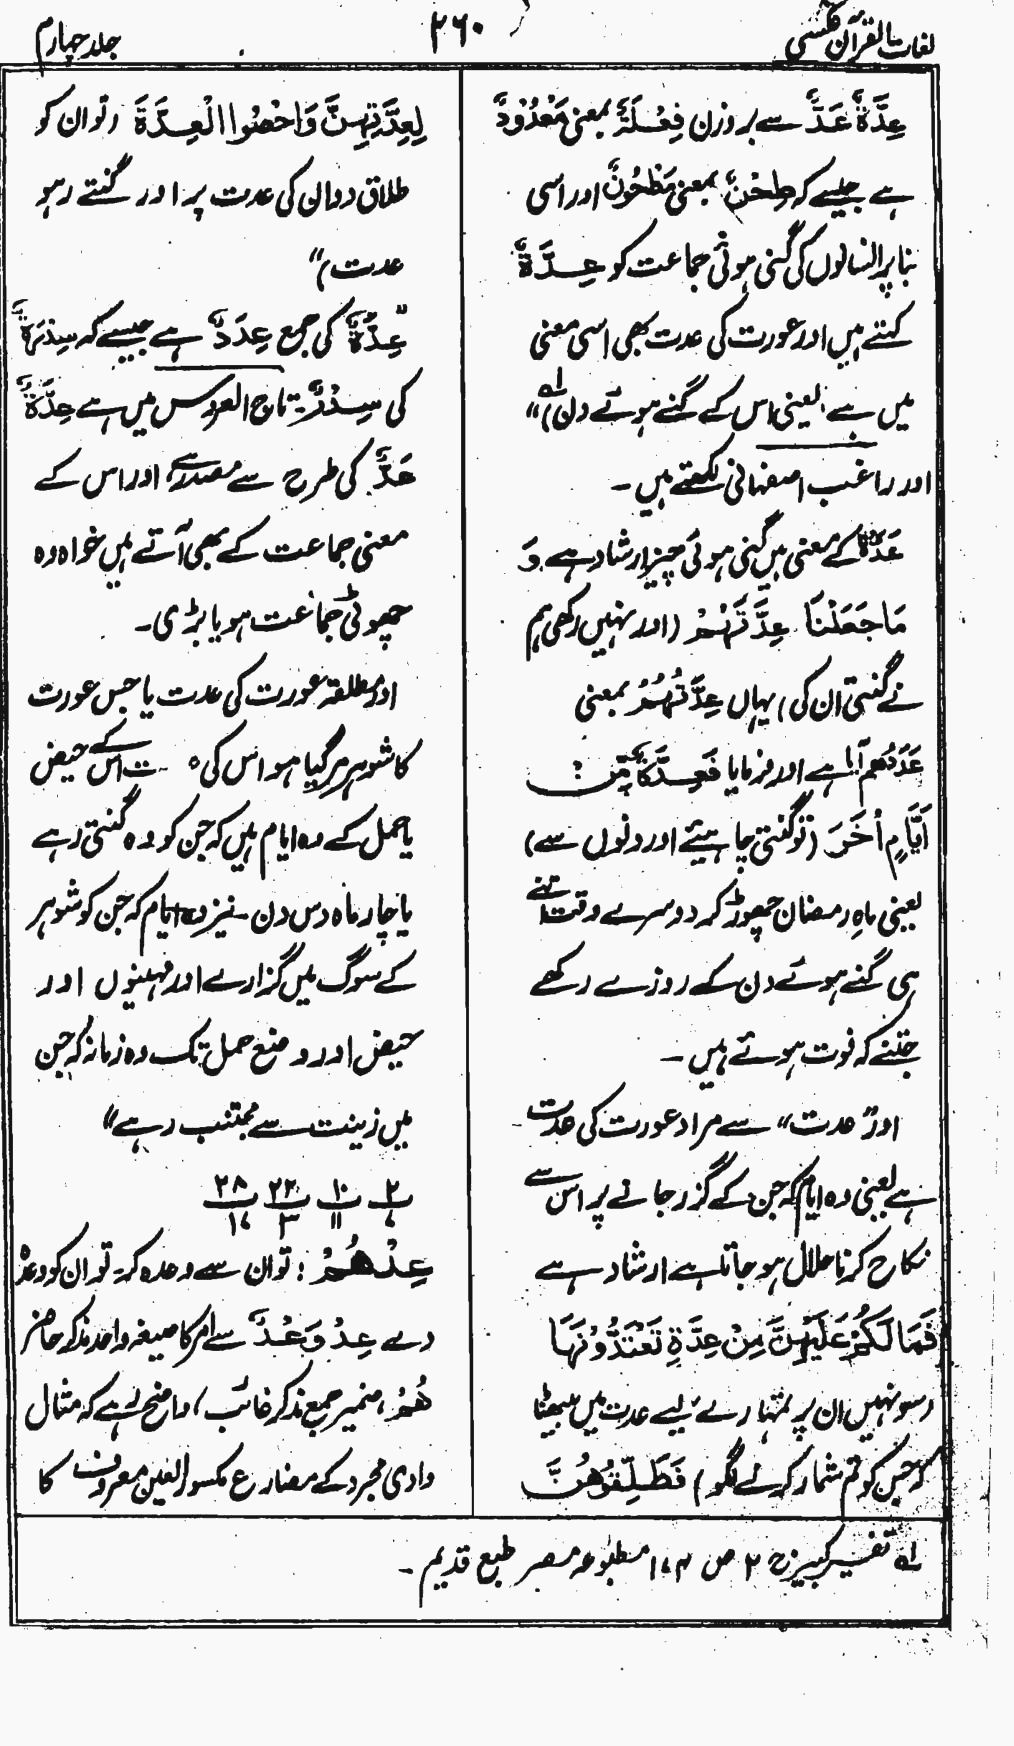 لغات القرآن عکسی
۲۶۰
جلد چہارم
عِدَّۃٌ عَدٌّ سے بروزن فِعْلَۃٌ بمعنی مَعْدُوْدٌ
ہے جیسے کہ طِحْنٌ بمعنی مَطْحُوْنٌ اور اسی
بنا پر انسانوں کی گنی ہوئی جماعت کو عِدَّۃٌ
کہتے ہیں اور عورت کی عدت بھی اسی معنی
میں ہے یعنی اس کے گنے ہوئے دن)" لہ
اور راغب اصفہانی لکھتے ہیں۔
عِدَّۃٌ کے معنی ہیں گنی ہوئی چیز ارشاد ہے وَ
مَا جَعَلْنَا عِدَّتَہُمْ (اور نہیں رکھی ہم
نے گنتی ان کی) یہاں عِدَّتَہُمْ بمعنی
عَدَدُھم آیا ہے اور فرمایا فَعِدَّۃٌ مِّنْ
اَیَّامٍ اُخَرَ (تو گنتی چاہیئے اور دنوں سے)
یعنی ماہِ رمضان چھوڑ کر دوسرے وقت اتنے
ہی گنے ہوئے دن کے روزے رکھے
جتنے کہ فوت ہوئے ہیں۔
اور "عدت" سے مراد عورت کی عدت
ہے یعنی وہ ایام کہ جن کے گزر جانے پر اس سے
نکاح کرنا حلال ہو جاتا ہے ارشاد ہے
فَمَا لَکُمْ عَلَیْہِنَّ مِنْ عِدَّۃٍ تَعْتَدُّوْنَہَا
(سو نہیں ان پر تمہارے لیے عدت میں بیٹھنا
کہ جس کو تم شمار کرنے لگو) فَطَلِّقُوْھُنَّ
لِعِدَّتِہِنَّ وَاَحْصُوا الْعِدَّۃَ (تو ان کو
طلاق دو ان کی عدت پر اور گنتے رہو
عدت)"
"عِدَّۃٌ کی جمع عِدَدٌ ہے جیسے کہ سِدْرَۃٌ
کی سِدْرٌ۔ تاج العروس میں ہے عِدَّۃٌ
عَدٌّ کی طرح سے مصدر ہے اور اس کے
معنی جماعت کے بھی آتے ہیں خواہ وہ
چھوٹی جماعت ہو یا بڑی۔
اور مطلقہ عورت کی عدت یا جس عورت
کا شوہر مر گیا ہو اس کی عدت اس کے حیض
یا حمل کے وہ ایام ہیں کہ جن کو وہ گنتی رہے
یا چار ماہ دس دن۔ نیز وہ ایام کہ جن کو شوہر
کے سوگ میں گزارے اور مہینوں اور
حیض اور وضع حمل تک وہ زمانہ کہ جن
میں زینت سے مجتنب رہے"
۲ ۱۰ ۲۲ ۲۸
۷ ۱۱ ۳ ۱۷
عِدْھُمْ : تو ان سے وعدہ کر۔ تو ان کو وعدہ
دے عِدْ وَعْدٌ سے امر کا صیغہ واحد مذکر حاضر
ھُمْ، ضمیر جمع مذکر غائب) واضح رہے کہ مثال
وادی مجرد کے مضارع مکسور العین معروف کا
لہ تفسیر کبیر ج ۲ ص ۱۷۴ مطبوعہ مصر طبع قدیم۔